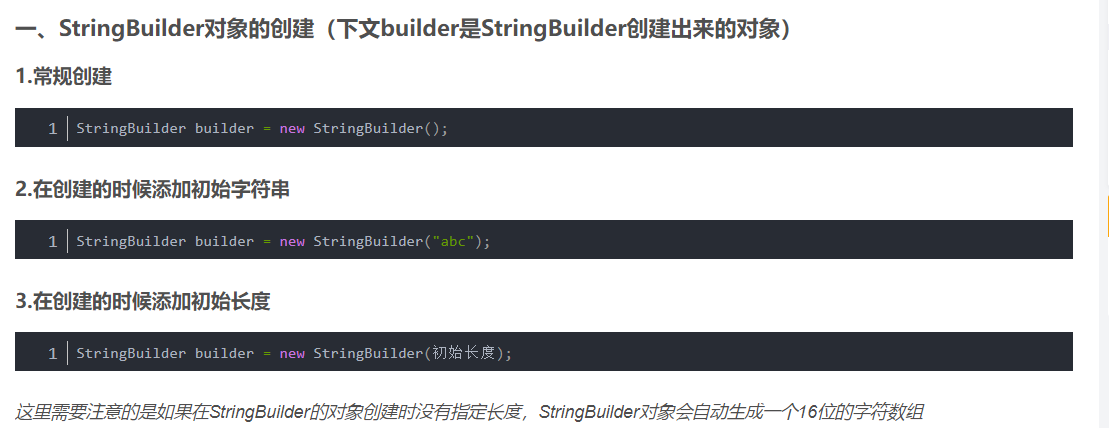 一、StringBuilder对象的创建（下文builder是StringBuilder创建出来的对象）
1.常规创建
1 StringBuilder builder = new StringBuilder();
2.在创建的时候添加初始字符串
1 StringBuilder builder = new StringBuilder("abc");
3.在创建的时候添加初始长度
1 StringBuilder builder = new StringBuilder(初始长度);
这里需要注意的是如果在StringBuilder的对象创建时没有指定长度，StringBuilder对象会自动生成一个16位的字符数组